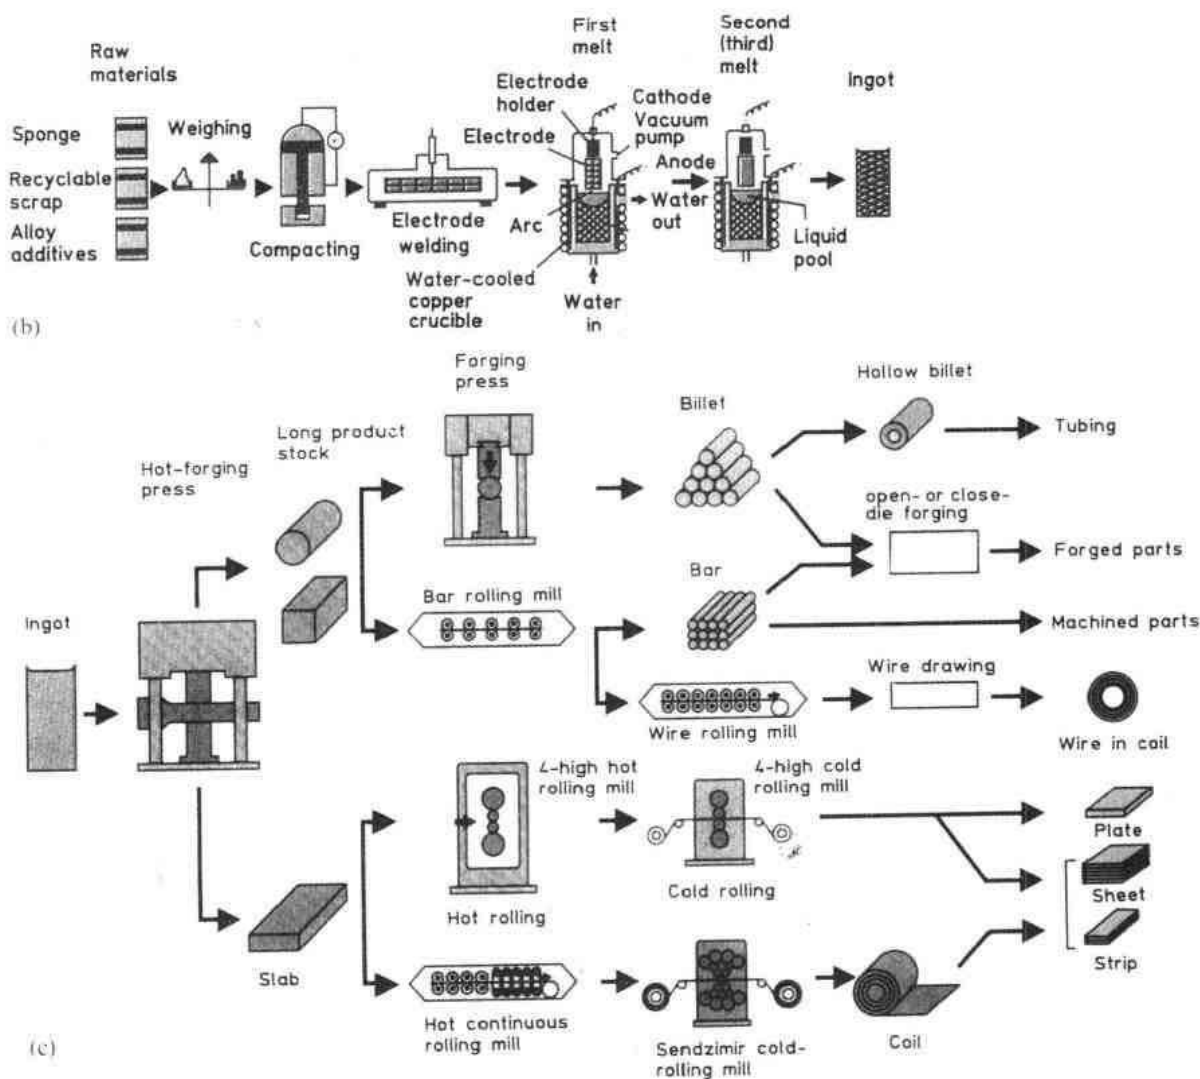 Raw
materials
Sponge
Recyclable
scrap
Alloy
additives
Weighing
Compacting
Electrode
welding
First
melt
Electrode
holder
Electrode
Arc
Water-cooled
copper
crucible
Water
in
Cathode
Vacuum
pump
Anode
Water
out
Second
(third)
melt
Liquid
pool
Ingot
(b)
Ingot
Hot-forging
press
Long product
stock
Forging
press
Billet
Hollow billet
Tubing
open- or close-
die forging
Forged parts
Bar rolling mill
Bar
Machined parts
Wire rolling mill
Wire drawing
Wire in coil
Slab
4-high hot
rolling mill
Hot rolling
4-high cold
rolling mill
Cold rolling
Plate
Sheet
Strip
Hot continuous
rolling mill
Sendzimir cold-
rolling mill
Coil
(c)